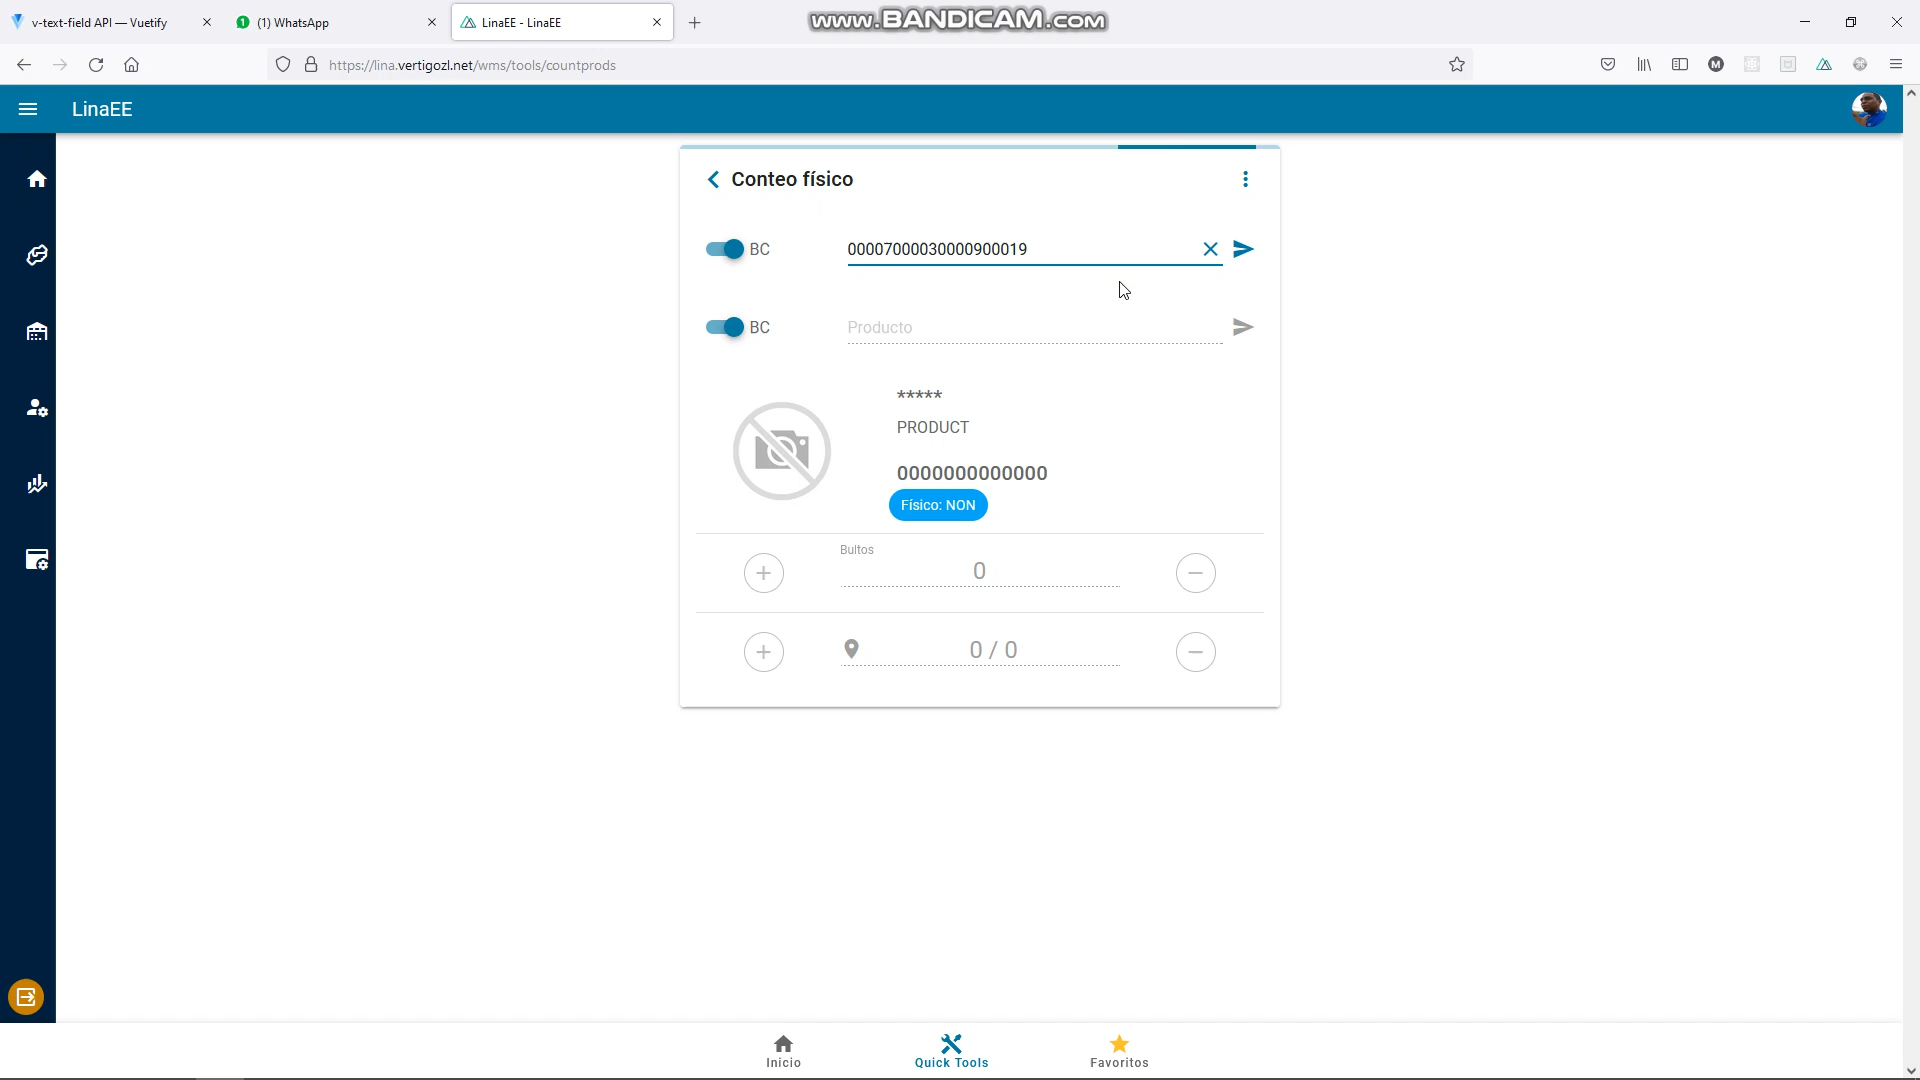 v-text-field API — Vuetify
1
(1) WhatsApp
LinaEE - LinaEE
www.BANDICAM.com
https://lina.vertigozl.net/wms/tools/countprods
M
LinaEE
Conteo físico
BC
00007000030000900019
BC
Producto
*****
PRODUCT
0000000000000
Físico: NON
Bultos
0
0 / 0
Inicio
Quick Tools
Favoritos